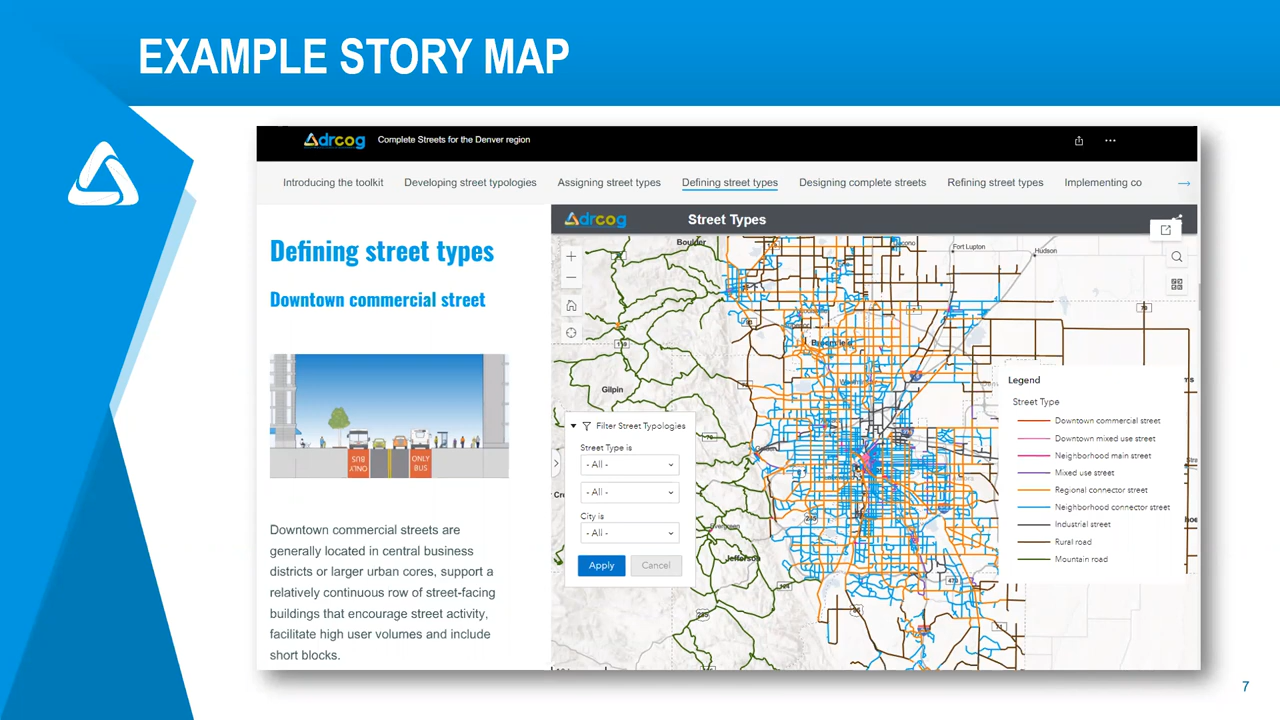 EXAMPLE STORY MAP
drcog Complete Streets for the Denver region
Introducing the toolkit Developing street typologies Assigning street types Defining street types Designing complete streets Refining street types Implementing co
Defining street types
Downtown commercial street
BUS ONLY
ONLY BUS
Downtown commercial streets are
generally located in central business
districts or larger urban cores, support a
relatively continuous row of street-facing
buildings that encourage street activity,
facilitate high user volumes and include
short blocks.
drcog Street Types
Boulder
Fort Lupton
Hudson
Gilpin
Broomfield
Golden
Evergreen
Jefferson
Filter Street Typologies
Street Type is
- All -
- All -
City is
- All -
Apply Cancel
Legend
Street Type
Downtown commercial street
Downtown mixed use street
Neighborhood main street
Mixed use street
Regional connector street
Neighborhood connector street
Industrial street
Rural road
Mountain road
7